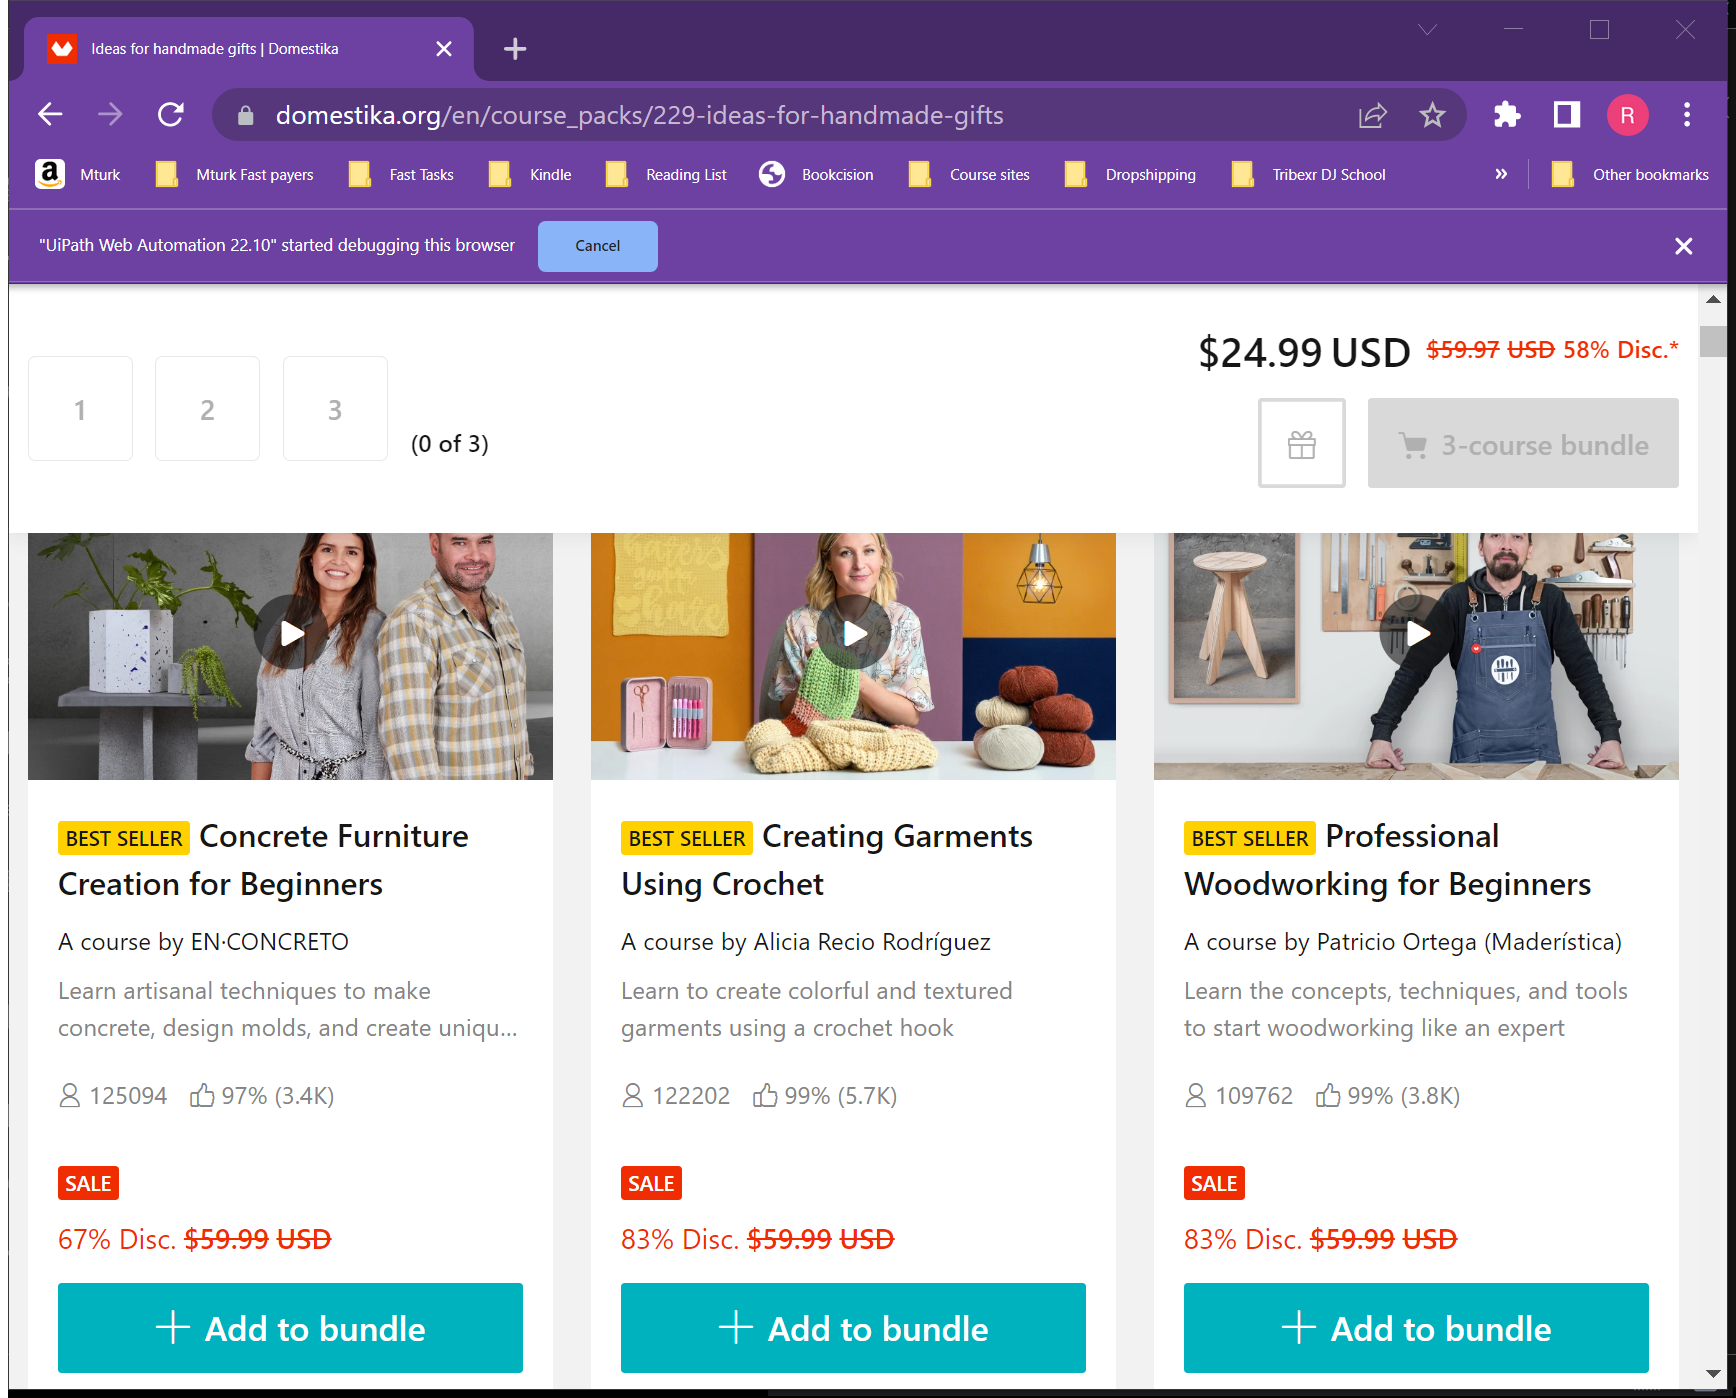 Ideas for handmade gifts | Domestika
domestika.org/en/course_packs/229-ideas-for-handmade-gifts
R
a Mturk Mturk Fast payers Fast Tasks Kindle Reading List Bookcision Course sites Dropshipping Tribexr DJ School » Other bookmarks
"UiPath Web Automation 22.10" started debugging this browser Cancel
$24.99 USD $59.97 USD 58% Disc.*
1 2 3 (0 of 3)
3-course bundle
BEST SELLER Concrete Furniture
Creation for Beginners
A course by EN·CONCRETO
Learn artisanal techniques to make
concrete, design molds, and create uniqu...
125094 97% (3.4K)
SALE
67% Disc. $59.99 USD
Add to bundle
BEST SELLER Creating Garments
Using Crochet
A course by Alicia Recio Rodríguez
Learn to create colorful and textured
garments using a crochet hook
122202 99% (5.7K)
SALE
83% Disc. $59.99 USD
Add to bundle
BEST SELLER Professional
Woodworking for Beginners
A course by Patricio Ortega (Maderística)
Learn the concepts, techniques, and tools
to start woodworking like an expert
109762 99% (3.8K)
SALE
83% Disc. $59.99 USD
Add to bundle